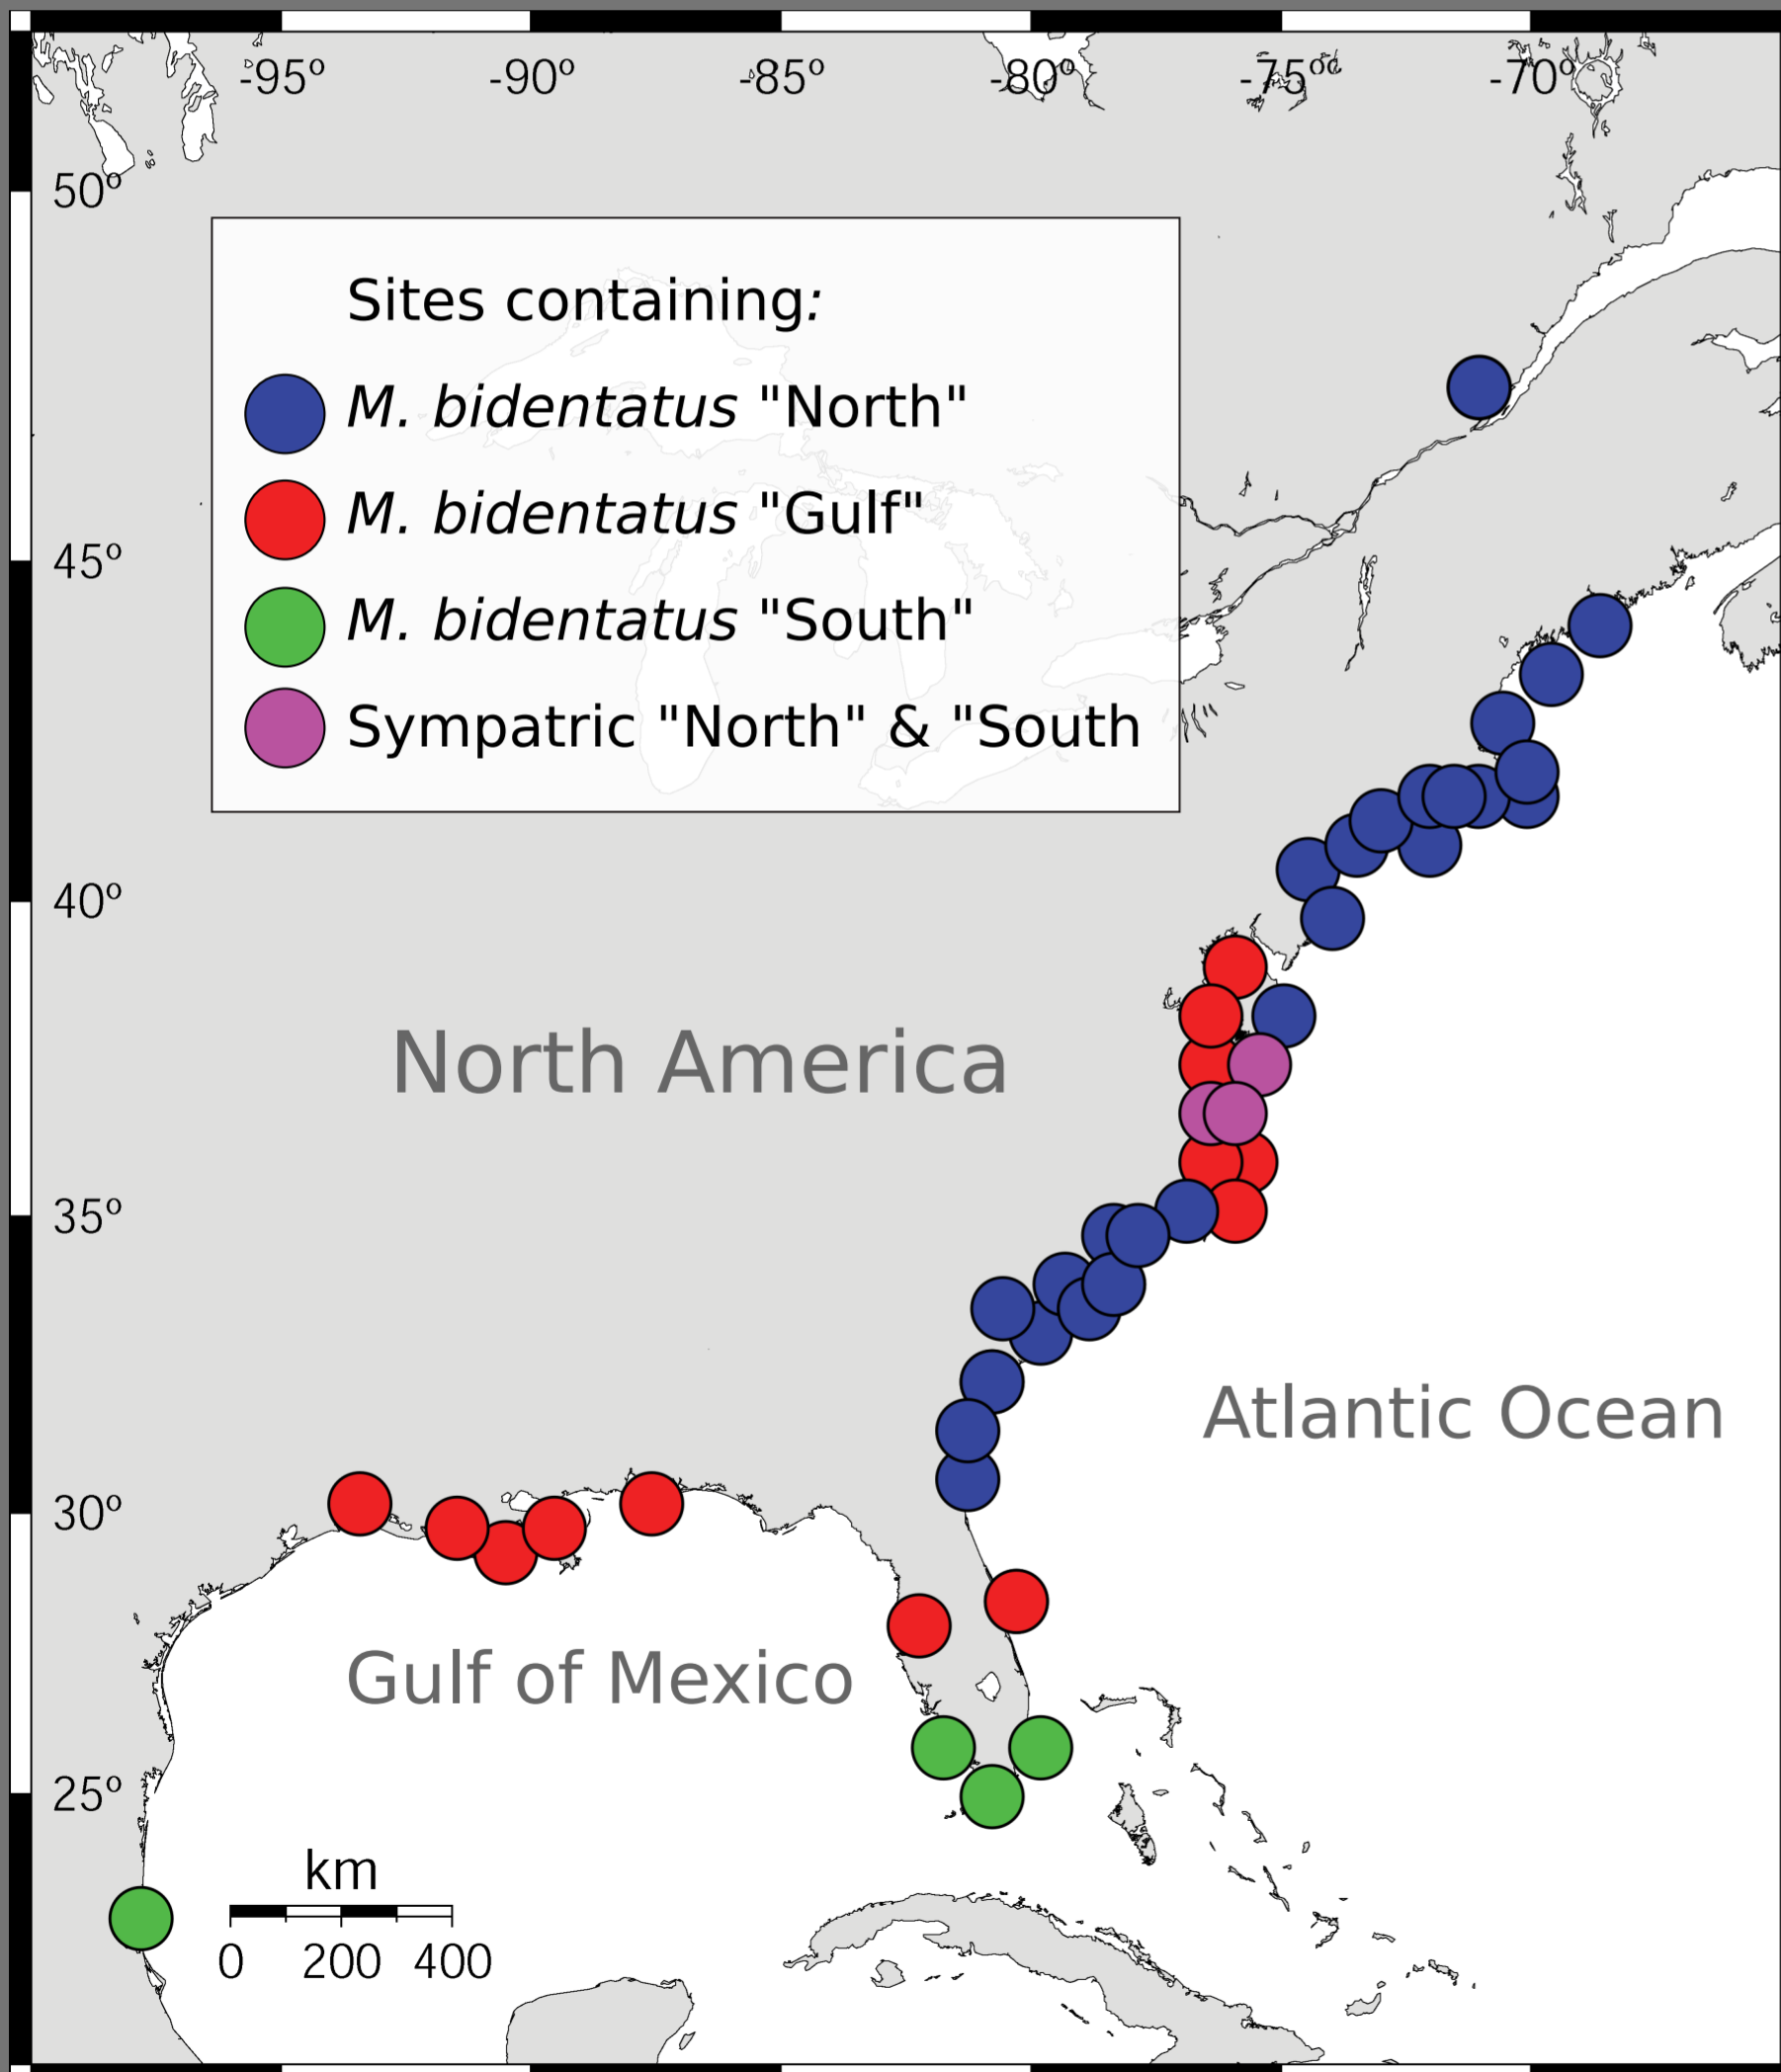 -95º -90º -85º -80º -75º -70º
50º
Sites containing:
M. bidentatus "North"
M. bidentatus "Gulf"
M. bidentatus "South"
Sympatric "North" & "South
45º
40º
North America
35º
Atlantic Ocean
30º
Gulf of Mexico
25º
km
0 200 400